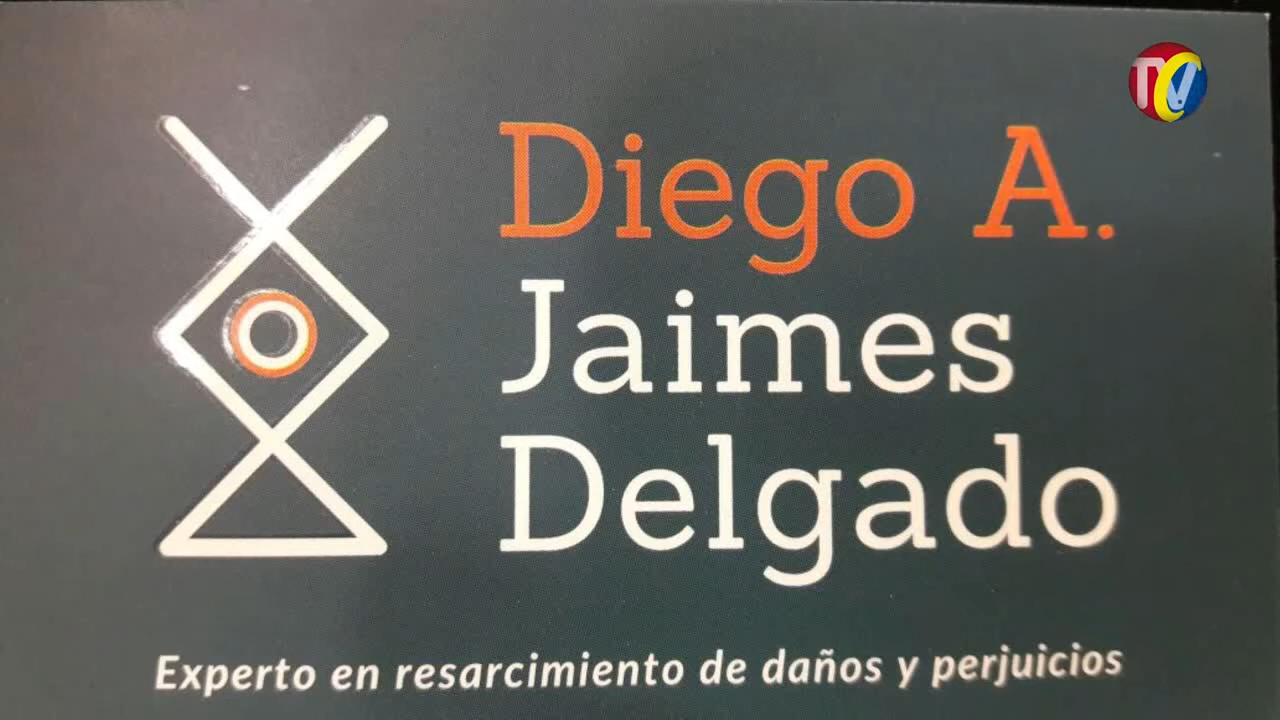 Diego A.
Jaimes
Delgado
Experto en resarcimiento de daños y perjuicios